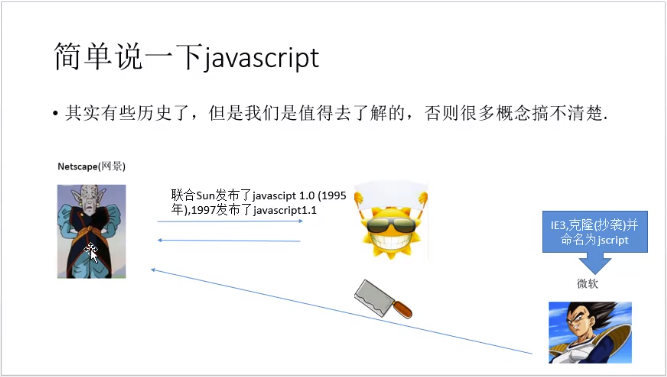 简单说一下javascript
• 其实有些历史了，但是我们是值得去了解的，否则很多概念搞不清楚.
Netscape(网景)
联合Sun发布了javascipt 1.0 (1995
年),1997发布了javascript1.1
IE3,克隆(抄袭)并
命名为Jscript
微软